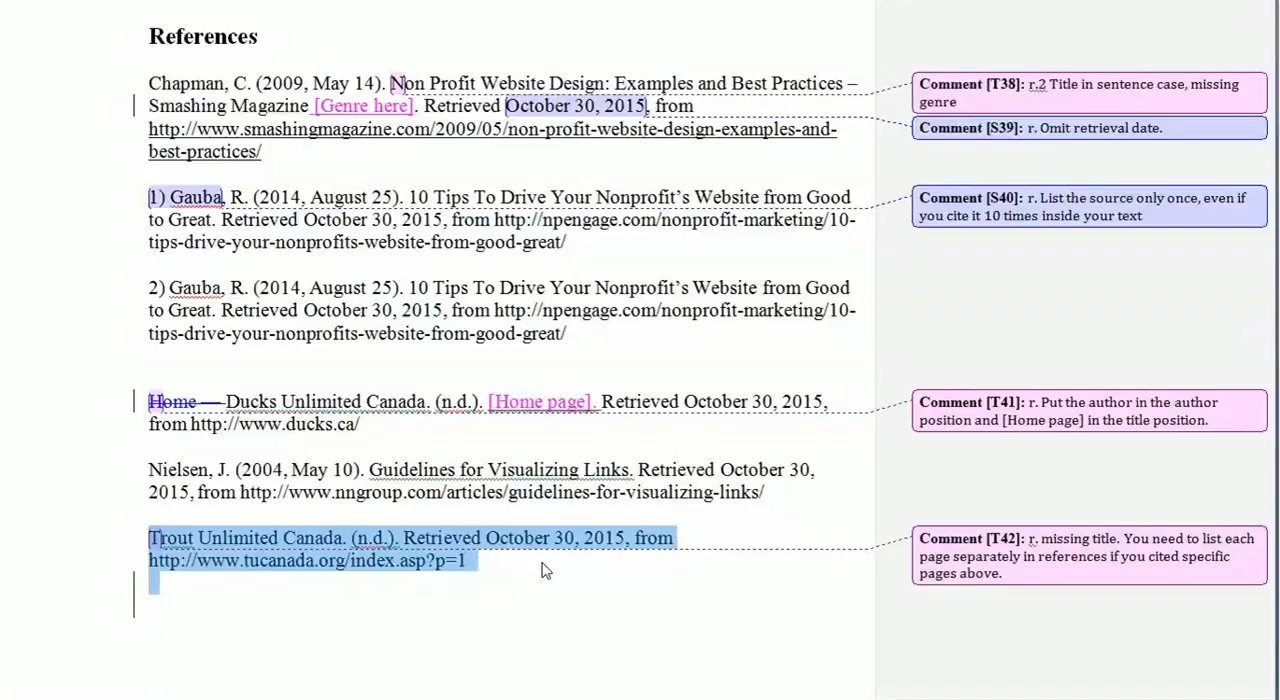 References
Chapman, C. (2009, May 14). Non Profit Website Design: Examples and Best Practices –
Smashing Magazine [Genre here]. Retrieved October 30, 2015, from
http://www.smashingmagazine.com/2009/05/non-profit-website-design-examples-and-
best-practices/
Comment [T38]: r.2 Title in sentence case, missing
genre
Comment [S39]: r. Omit retrieval date.
1) Gauba, R. (2014, August 25). 10 Tips To Drive Your Nonprofit’s Website from Good
to Great. Retrieved October 30, 2015, from http://npengage.com/nonprofit-marketing/10-
tips-drive-your-nonprofits-website-from-good-great/
Comment [S40]: r. List the source only once, even if
you cite it 10 times inside your text
2) Gauba, R. (2014, August 25). 10 Tips To Drive Your Nonprofit’s Website from Good
to Great. Retrieved October 30, 2015, from http://npengage.com/nonprofit-marketing/10-
tips-drive-your-nonprofits-website-from-good-great/
Home — Ducks Unlimited Canada. (n.d.). [Home page]. Retrieved October 30, 2015,
from http://www.ducks.ca/
Comment [T41]: r. Put the author in the author
position and [Home page] in the title position.
Nielsen, J. (2004, May 10). Guidelines for Visualizing Links. Retrieved October 30,
2015, from http://www.nngroup.com/articles/guidelines-for-visualizing-links/
Trout Unlimited Canada. (n.d.). Retrieved October 30, 2015, from
http://www.tucanada.org/index.asp?p=1
Comment [T42]: r. missing title. You need to list each
page separately in references if you cited specific
pages above.